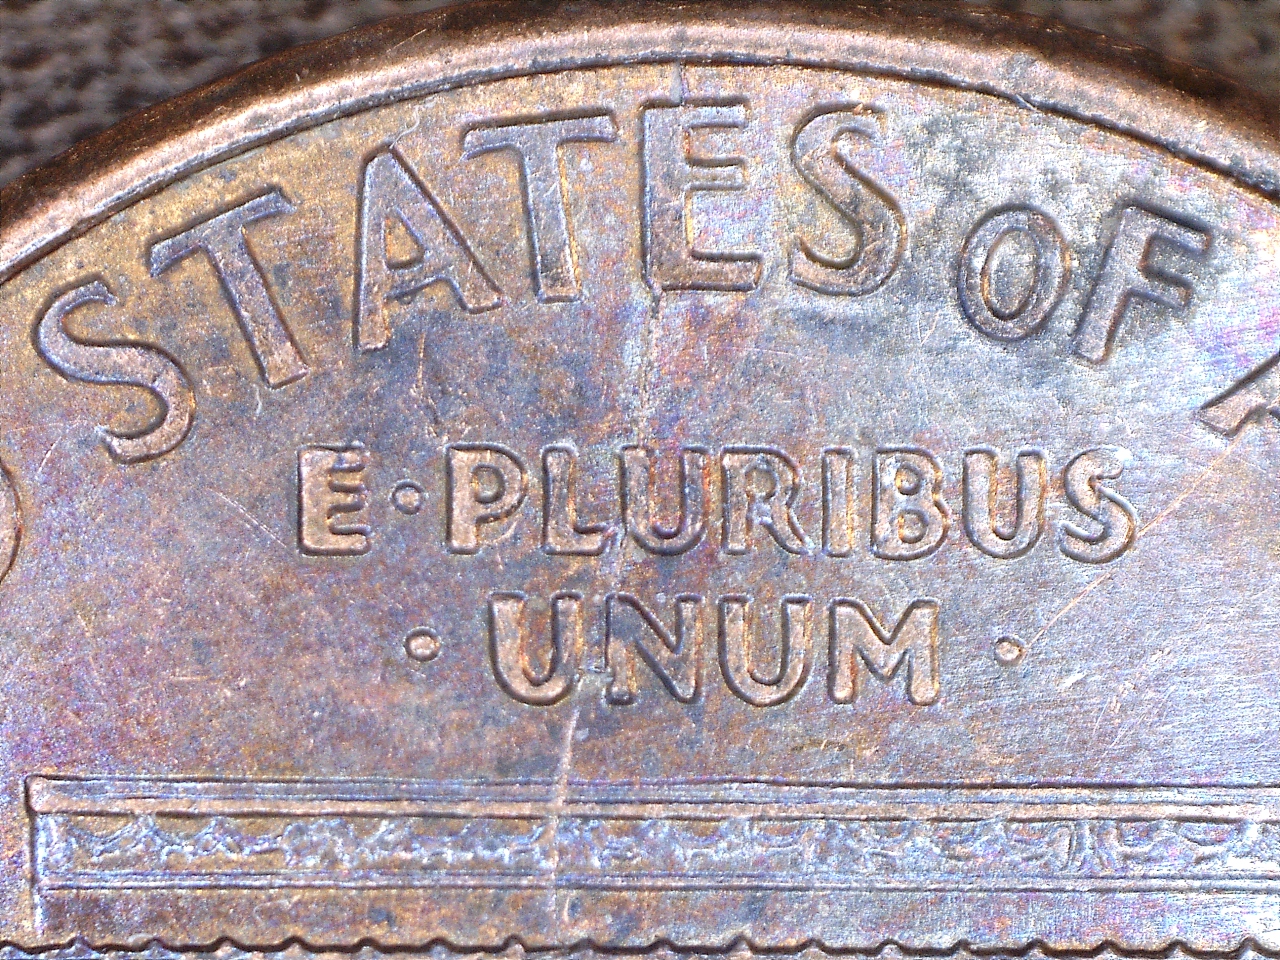 STATES OF A
E·PLURIBUS
·UNUM·